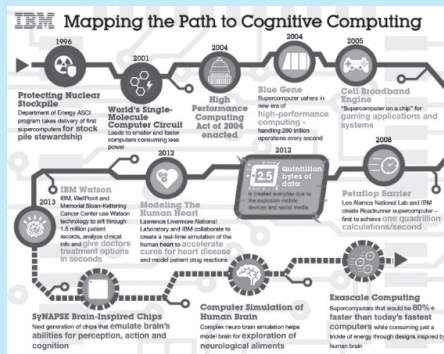 IBM Mapping the Path to Cognitive Computing
1996
Protecting Nuclear
Stockpile
Department of Energy ASCI
program takes delivery of first
supercomputers for stock
pile stewardship
2001
World's Single-
Molecule
Computer Circuit
Leads to smaller and faster
computers consuming less
power
2004
High
Performance
Computing
Act of 2004
enacted
2004
Blue Gene
Supercomputer ushers in
new era of
high-performance
computing -
handling 280 trillion
operations every second
2005
Cell Broadband
Engine
"Supercomputer on a chip" for
gaming applications and
systems
2013
IBM Watson
IBM, WellPoint and
Memorial Sloan-Kettering
Cancer Center use Watson
technology to sift through
1.5 million patient
records, analyze clinical
info and give doctors
treatment options
in seconds
2012
Modeling The
Human Heart
Lawrence Livermore National
Laboratory and IBM collaborate to
create a real-time simulation of the
human heart to accelerate
cures for heart disease
and model patient drug reactions
2012
2.5 Quintillion
bytes of
data
is created everyday due to
the explosion mobile
devices and social media.
2008
Petaflop Barrier
Los Alamos National Lab and IBM
create Roadrunner supercomputer –
first to achieve one quadrillion
calculations/second
SyNAPSE Brain-Inspired Chips
Next generation of chips that emulate brain's
abilities for perception, action and
cognition
Computer Simulation of
Human Brain
Complex neuro brain simulation helps
model brain for exploration of
neurological aliments
Exascale Computing
Supercomputers that would be 80%+
faster than today's fastest
computers while consuming just a
trickle of energy through designs inspired by
human brain